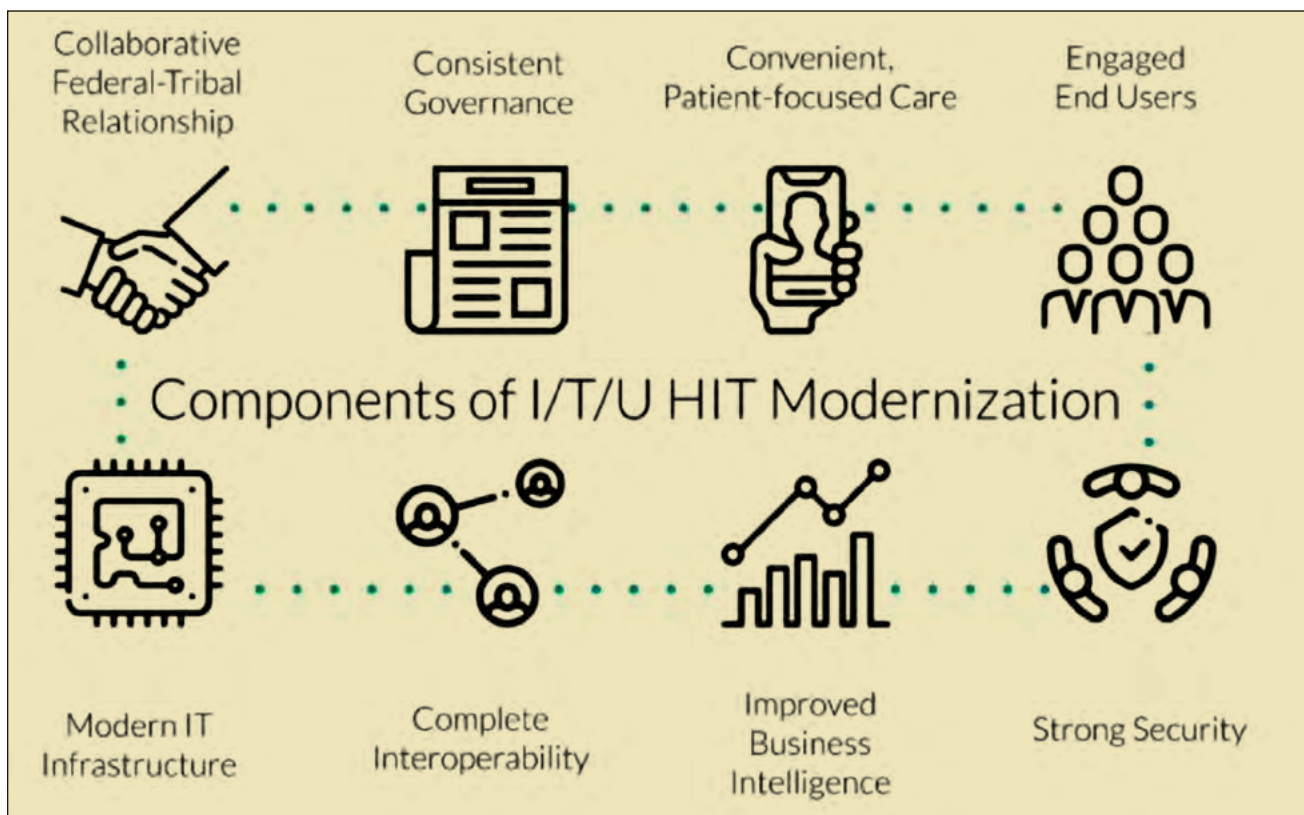 Collaborative
Federal-Tribal
Relationship
Consistent
Governance
Convenient,
Patient-focused Care
Engaged
End Users
Components of I/T/U HIT Modernization
Modern IT
Infrastructure
Complete
Interoperability
Improved
Business
Intelligence
Strong Security